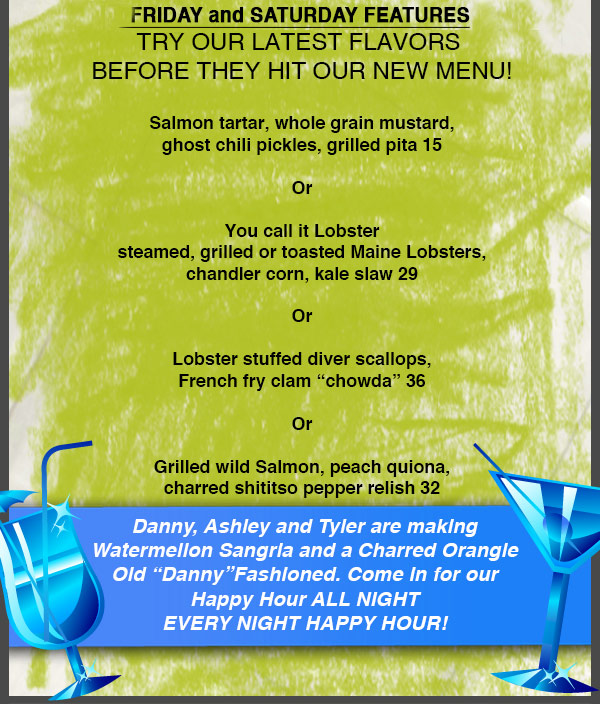 FRIDAY and SATURDAY FEATURES
TRY OUR LATEST FLAVORS
BEFORE THEY HIT OUR NEW MENU!
Salmon tartar, whole grain mustard,
ghost chili pickles, grilled pita 15
Or
You call it Lobster
steamed, grilled or toasted Maine Lobsters,
chandler corn, kale slaw 29
Or
Lobster stuffed diver scallops,
French fry clam “chowda” 36
Or
Grilled wild Salmon, peach quiona,
charred shititso pepper relish 32
Danny, Ashley and Tyler are making
Watermellon Sangria and a Charred Orangle
Old “Danny”Fashioned. Come in for our
Happy Hour ALL NIGHT
EVERY NIGHT HAPPY HOUR!